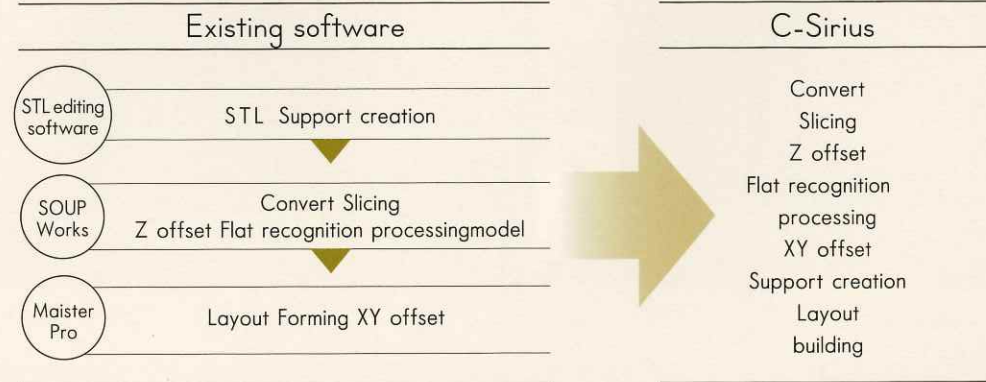 Existing software
STL editing
software
STL Support creation
SOUP
Works
Convert Slicing
Z offset Flat recognition processingmodel
Maister
Pro
Layout Forming XY offset
C-Sirius
Convert
Slicing
Z offset
Flat recognition
processing
XY offset
Support creation
Layout
building